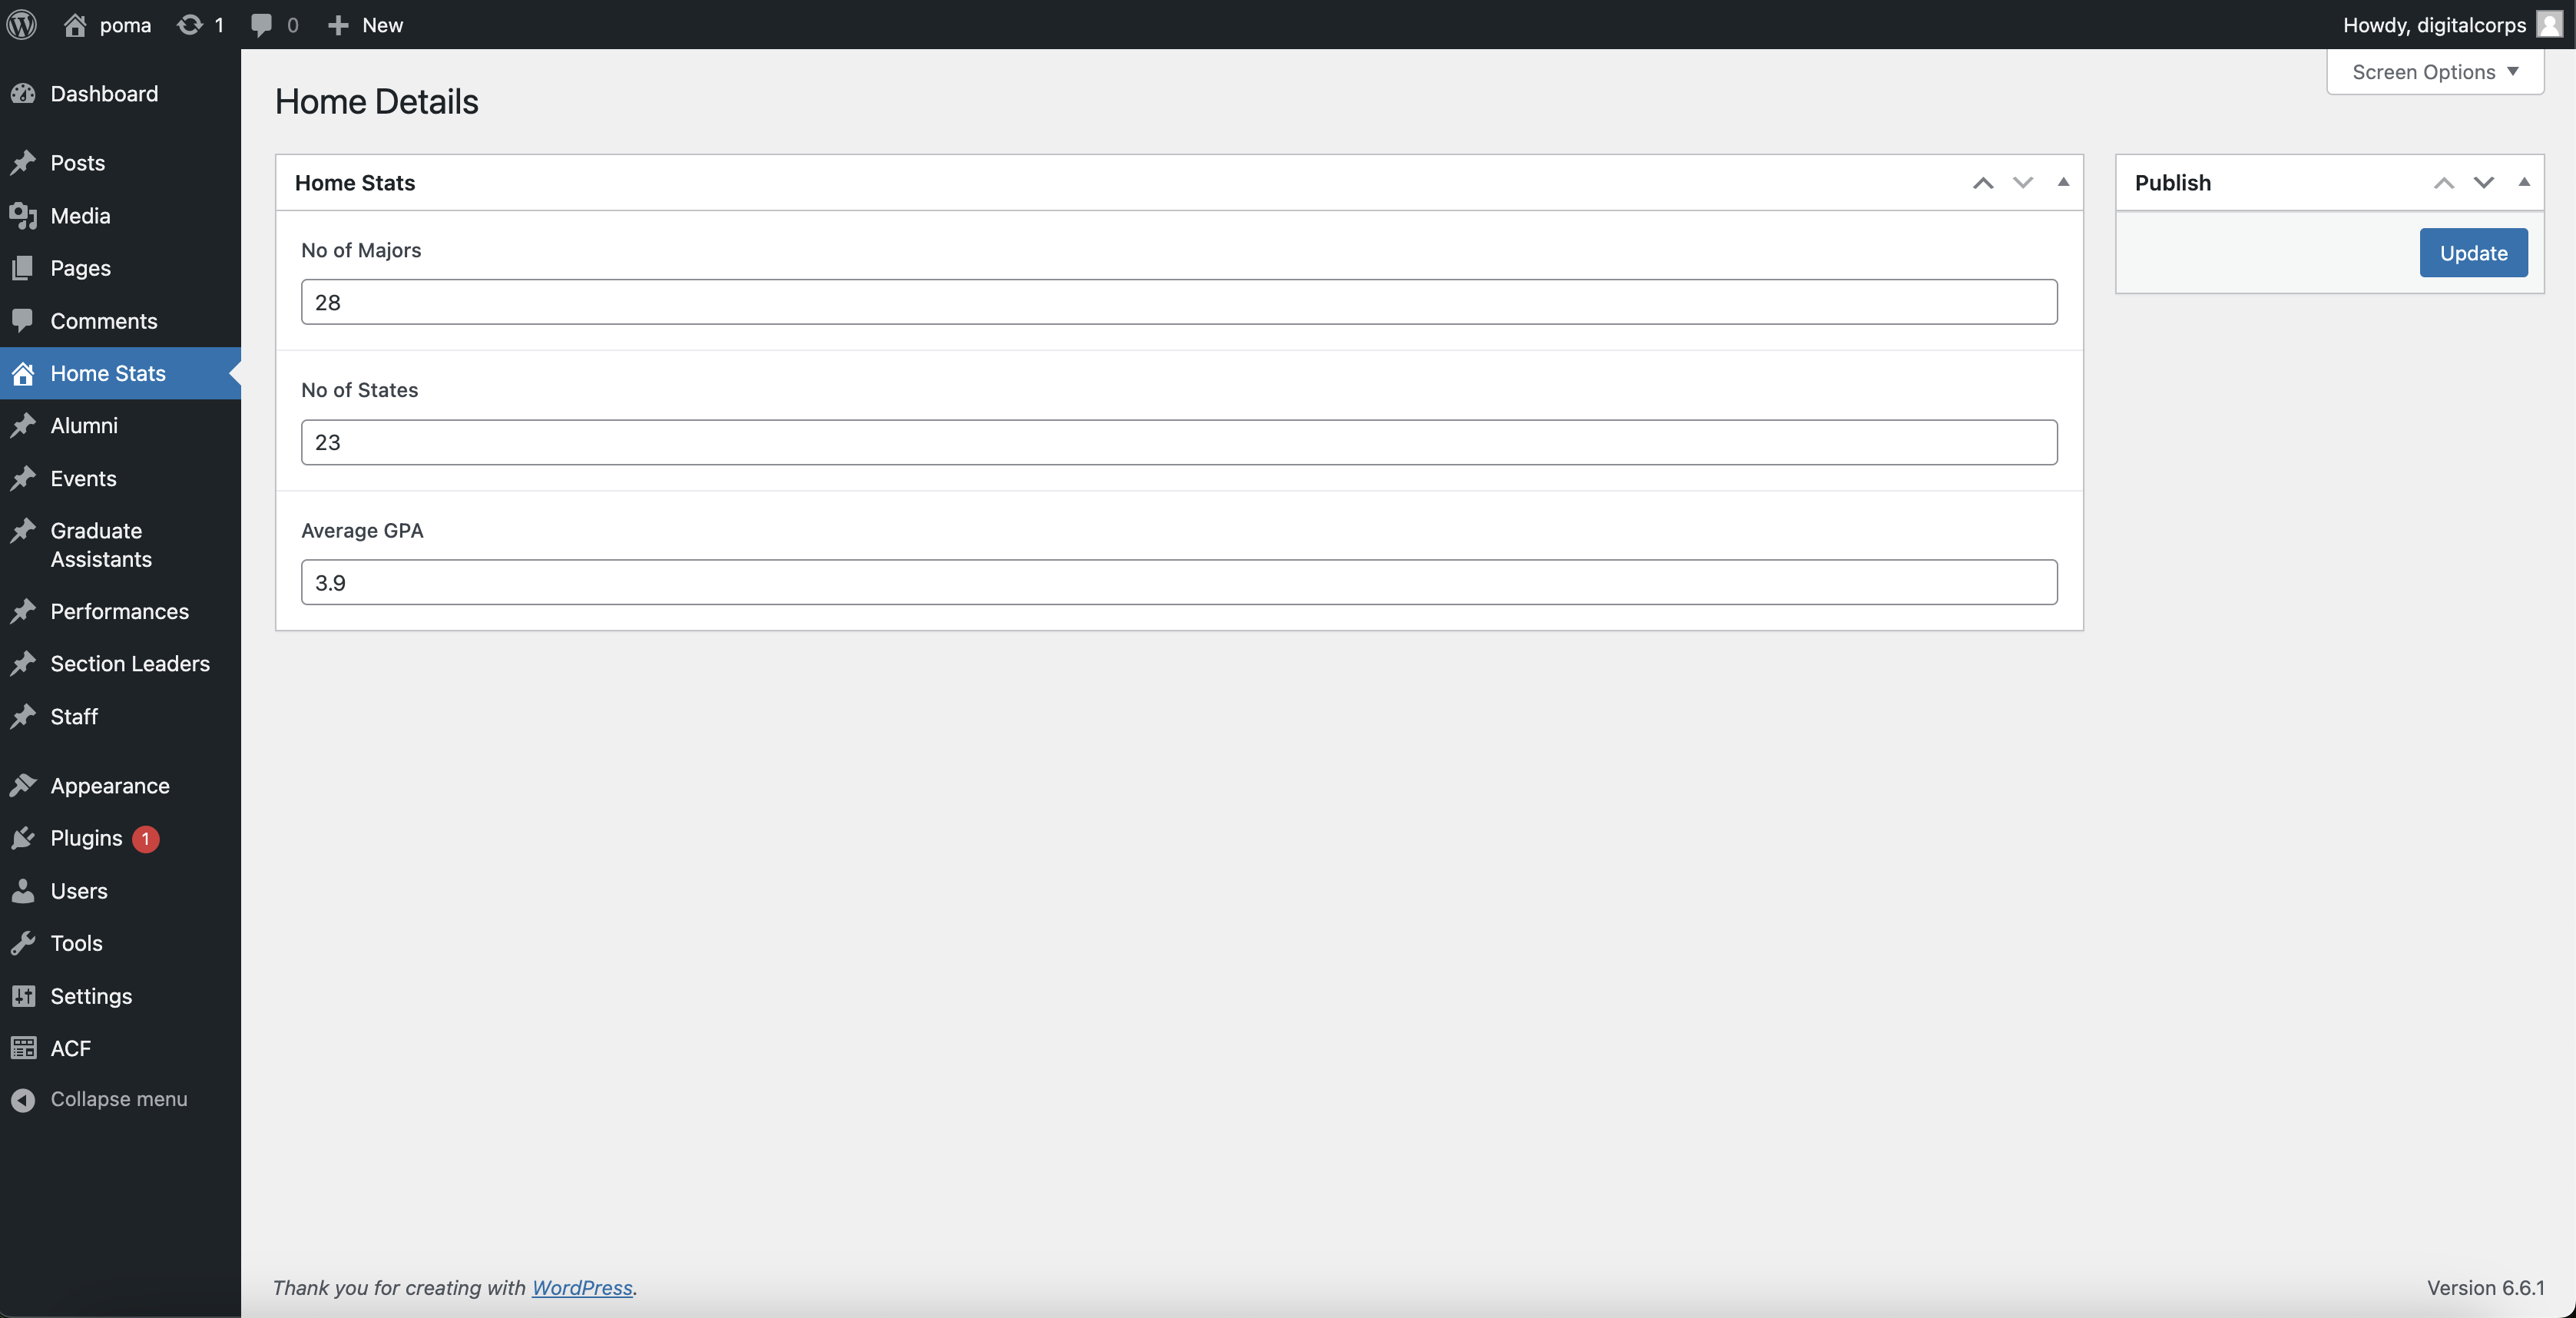 poma
1
0
New
Howdy, digitalcorps
Screen Options
Dashboard
Posts
Media
Pages
Comments
Home Stats
Alumni
Events
Graduate
Assistants
Performances
Section Leaders
Staff
Appearance
Plugins 1
Users
Tools
Settings
ACF
Collapse menu
Home Details
Home Stats
No of Majors
28
No of States
23
Average GPA
3.9
Publish
Update
Thank you for creating with WordPress.
Version 6.6.1